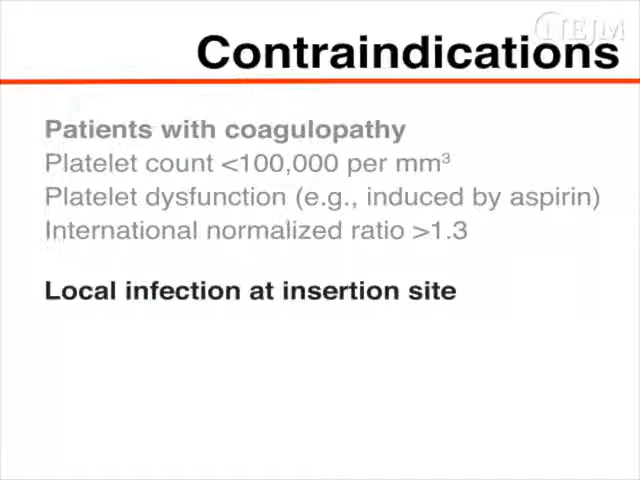 NEJM
Contraindications
Patients with coagulopathy
Platelet count <100,000 per mm³
Platelet dysfunction (e.g., induced by aspirin)
International normalized ratio >1.3
Local infection at insertion site